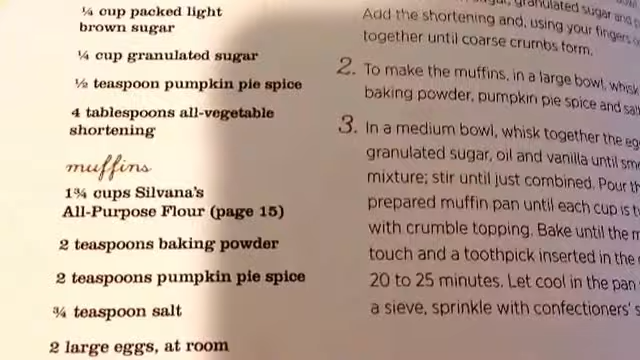 ¼ cup packed light
brown sugar
¼ cup granulated sugar
½ teaspoon pumpkin pie spice
4 tablespoons all-vegetable
shortening
muffins
1¾ cups Silvana's
All-Purpose Flour (page 15)
2 teaspoons baking powder
2 teaspoons pumpkin pie spice
¾ teaspoon salt
2 large eggs, at room
granulated sugar and
Add the shortening and, using your fingers
together until coarse crumbs form.
2. To make the muffins, in a large bowl, whisk
baking powder, pumpkin pie spice and
3. In a medium bowl, whisk together the
granulated sugar, oil and vanilla until
mixture; stir until just combined. Pour
prepared muffin pan until each cup is
with crumble topping. Bake until the
touch and a toothpick inserted in the
20 to 25 minutes. Let cool in the pan
a sieve, sprinkle with confectioners'